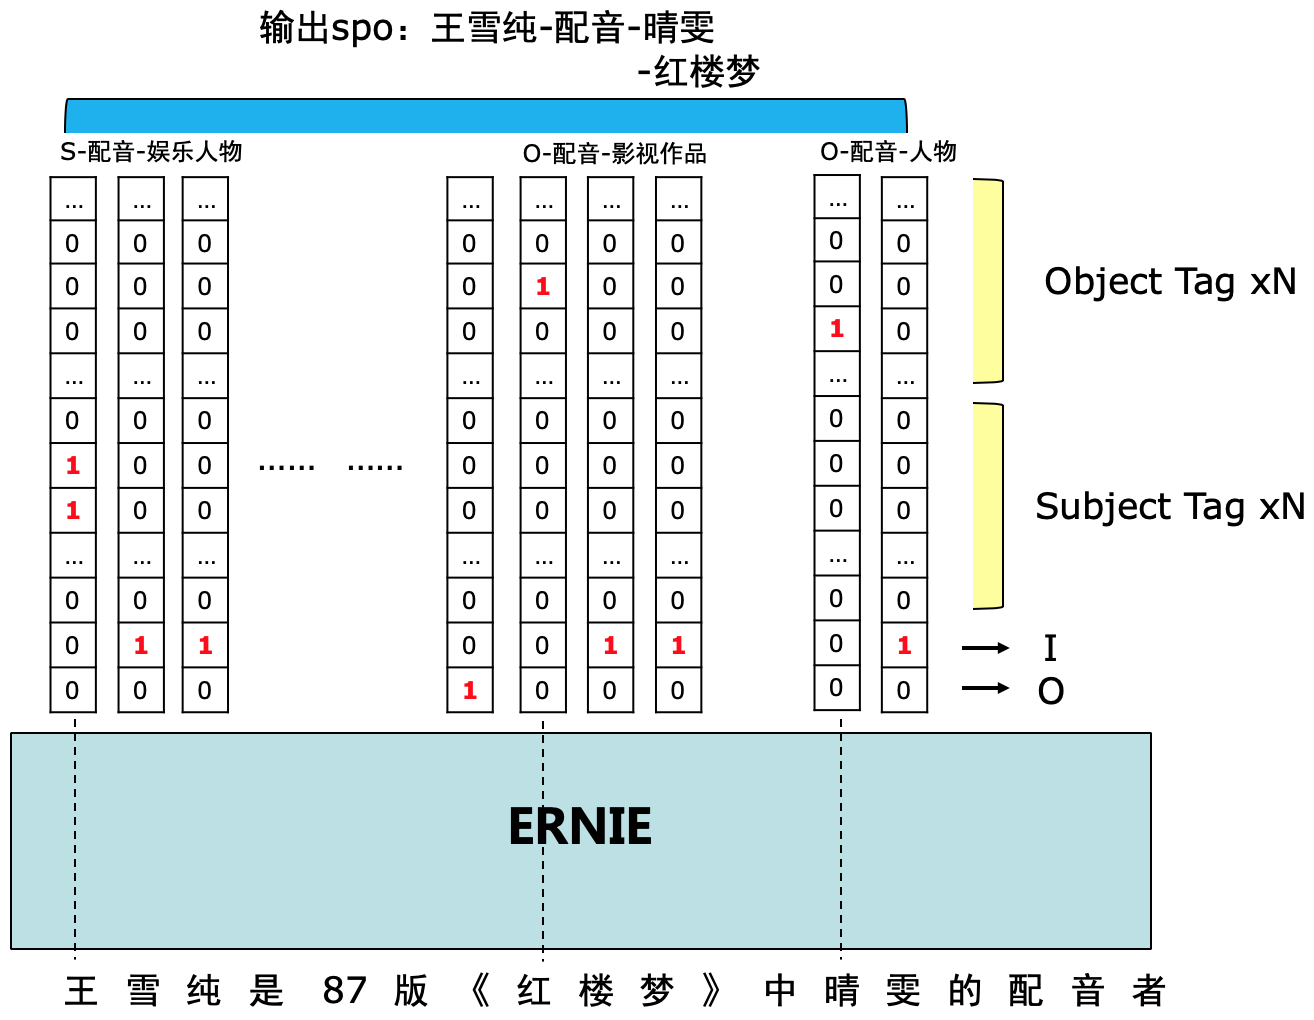 输出spo：王雪纯-配音-晴雯
-红楼梦
S-配音-娱乐人物 O-配音-影视作品 O-配音-人物
... ... ... ... ... ... ... ... ...
0 0 0 0 0 0 0 0 0
0 0 0 0 1 0 0 0 0
0 0 0 0 0 0 0 1 0
... ... ... ... ... ... ... ... ...
0 0 0 0 0 0 0 0 0
1 0 0 ...... ...... 0 0 0 0 0 0
1 0 0 0 0 0 0 0 0
... ... ... ... ... ... ... ... ...
0 0 0 0 0 0 0 0 0
0 1 1 0 0 1 1 0 1
0 0 0 1 0 0 0 0 0
Object Tag xN
Subject Tag xN
I
O
ERNIE
王雪纯是87版《红楼梦》中晴雯的配音者